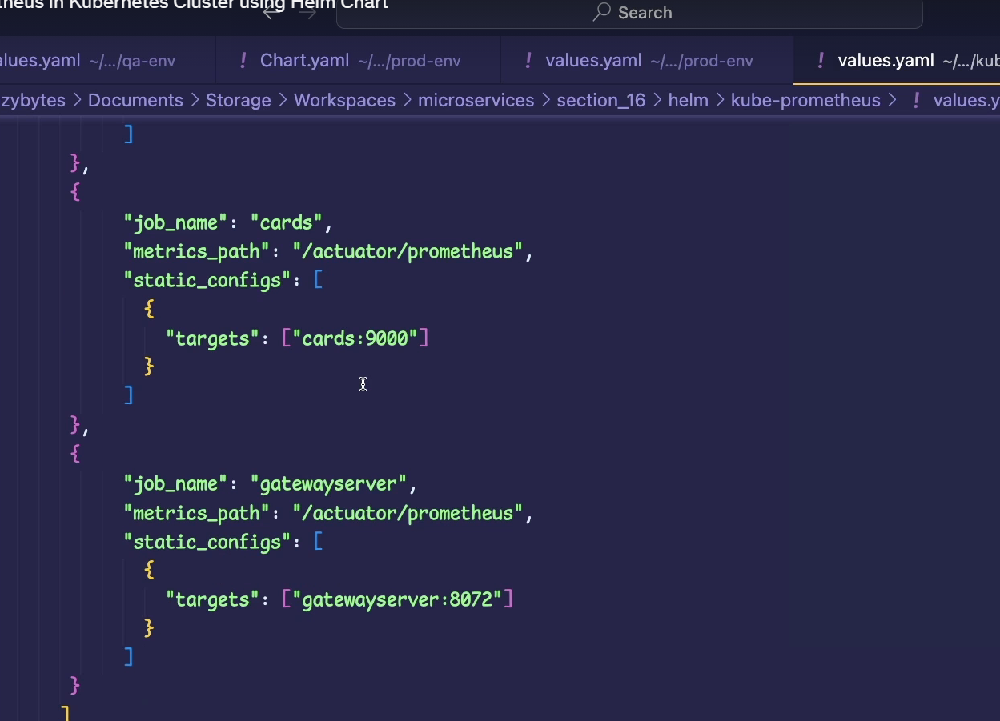 theus in Kubernetes Cluster using Helm Chart
← → Search
alues.yaml ~/.../qa-env ! Chart.yaml ~/.../prod-env ! values.yaml ~/.../prod-env ! values.yaml ~/.../kub
zybytes > Documents > Storage > Workspaces > microservices > section_16 > helm > kube-prometheus > ! values.y
]
},
{
"job_name": "cards",
"metrics_path": "/actuator/prometheus",
"static_configs": [
{
"targets": ["cards:9000"]
}
]
},
{
"job_name": "gatewayserver",
"metrics_path": "/actuator/prometheus",
"static_configs": [
{
"targets": ["gatewayserver:8072"]
}
]
}
]